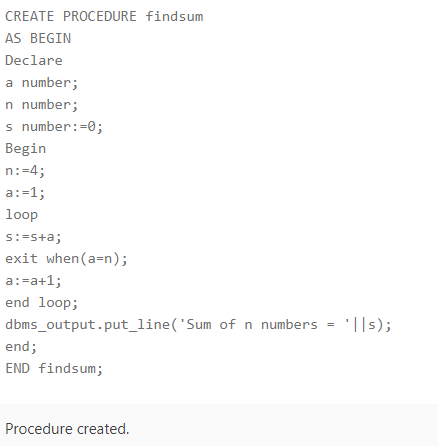 CREATE PROCEDURE findsum
AS BEGIN
Declare
a number;
n number;
s number:=0;
Begin
n:=4;
a:=1;
loop
s:=s+a;
exit when(a=n);
a:=a+1;
end loop;
dbms_output.put_line('Sum of n numbers = '||s);
end;
END findsum;
Procedure created.